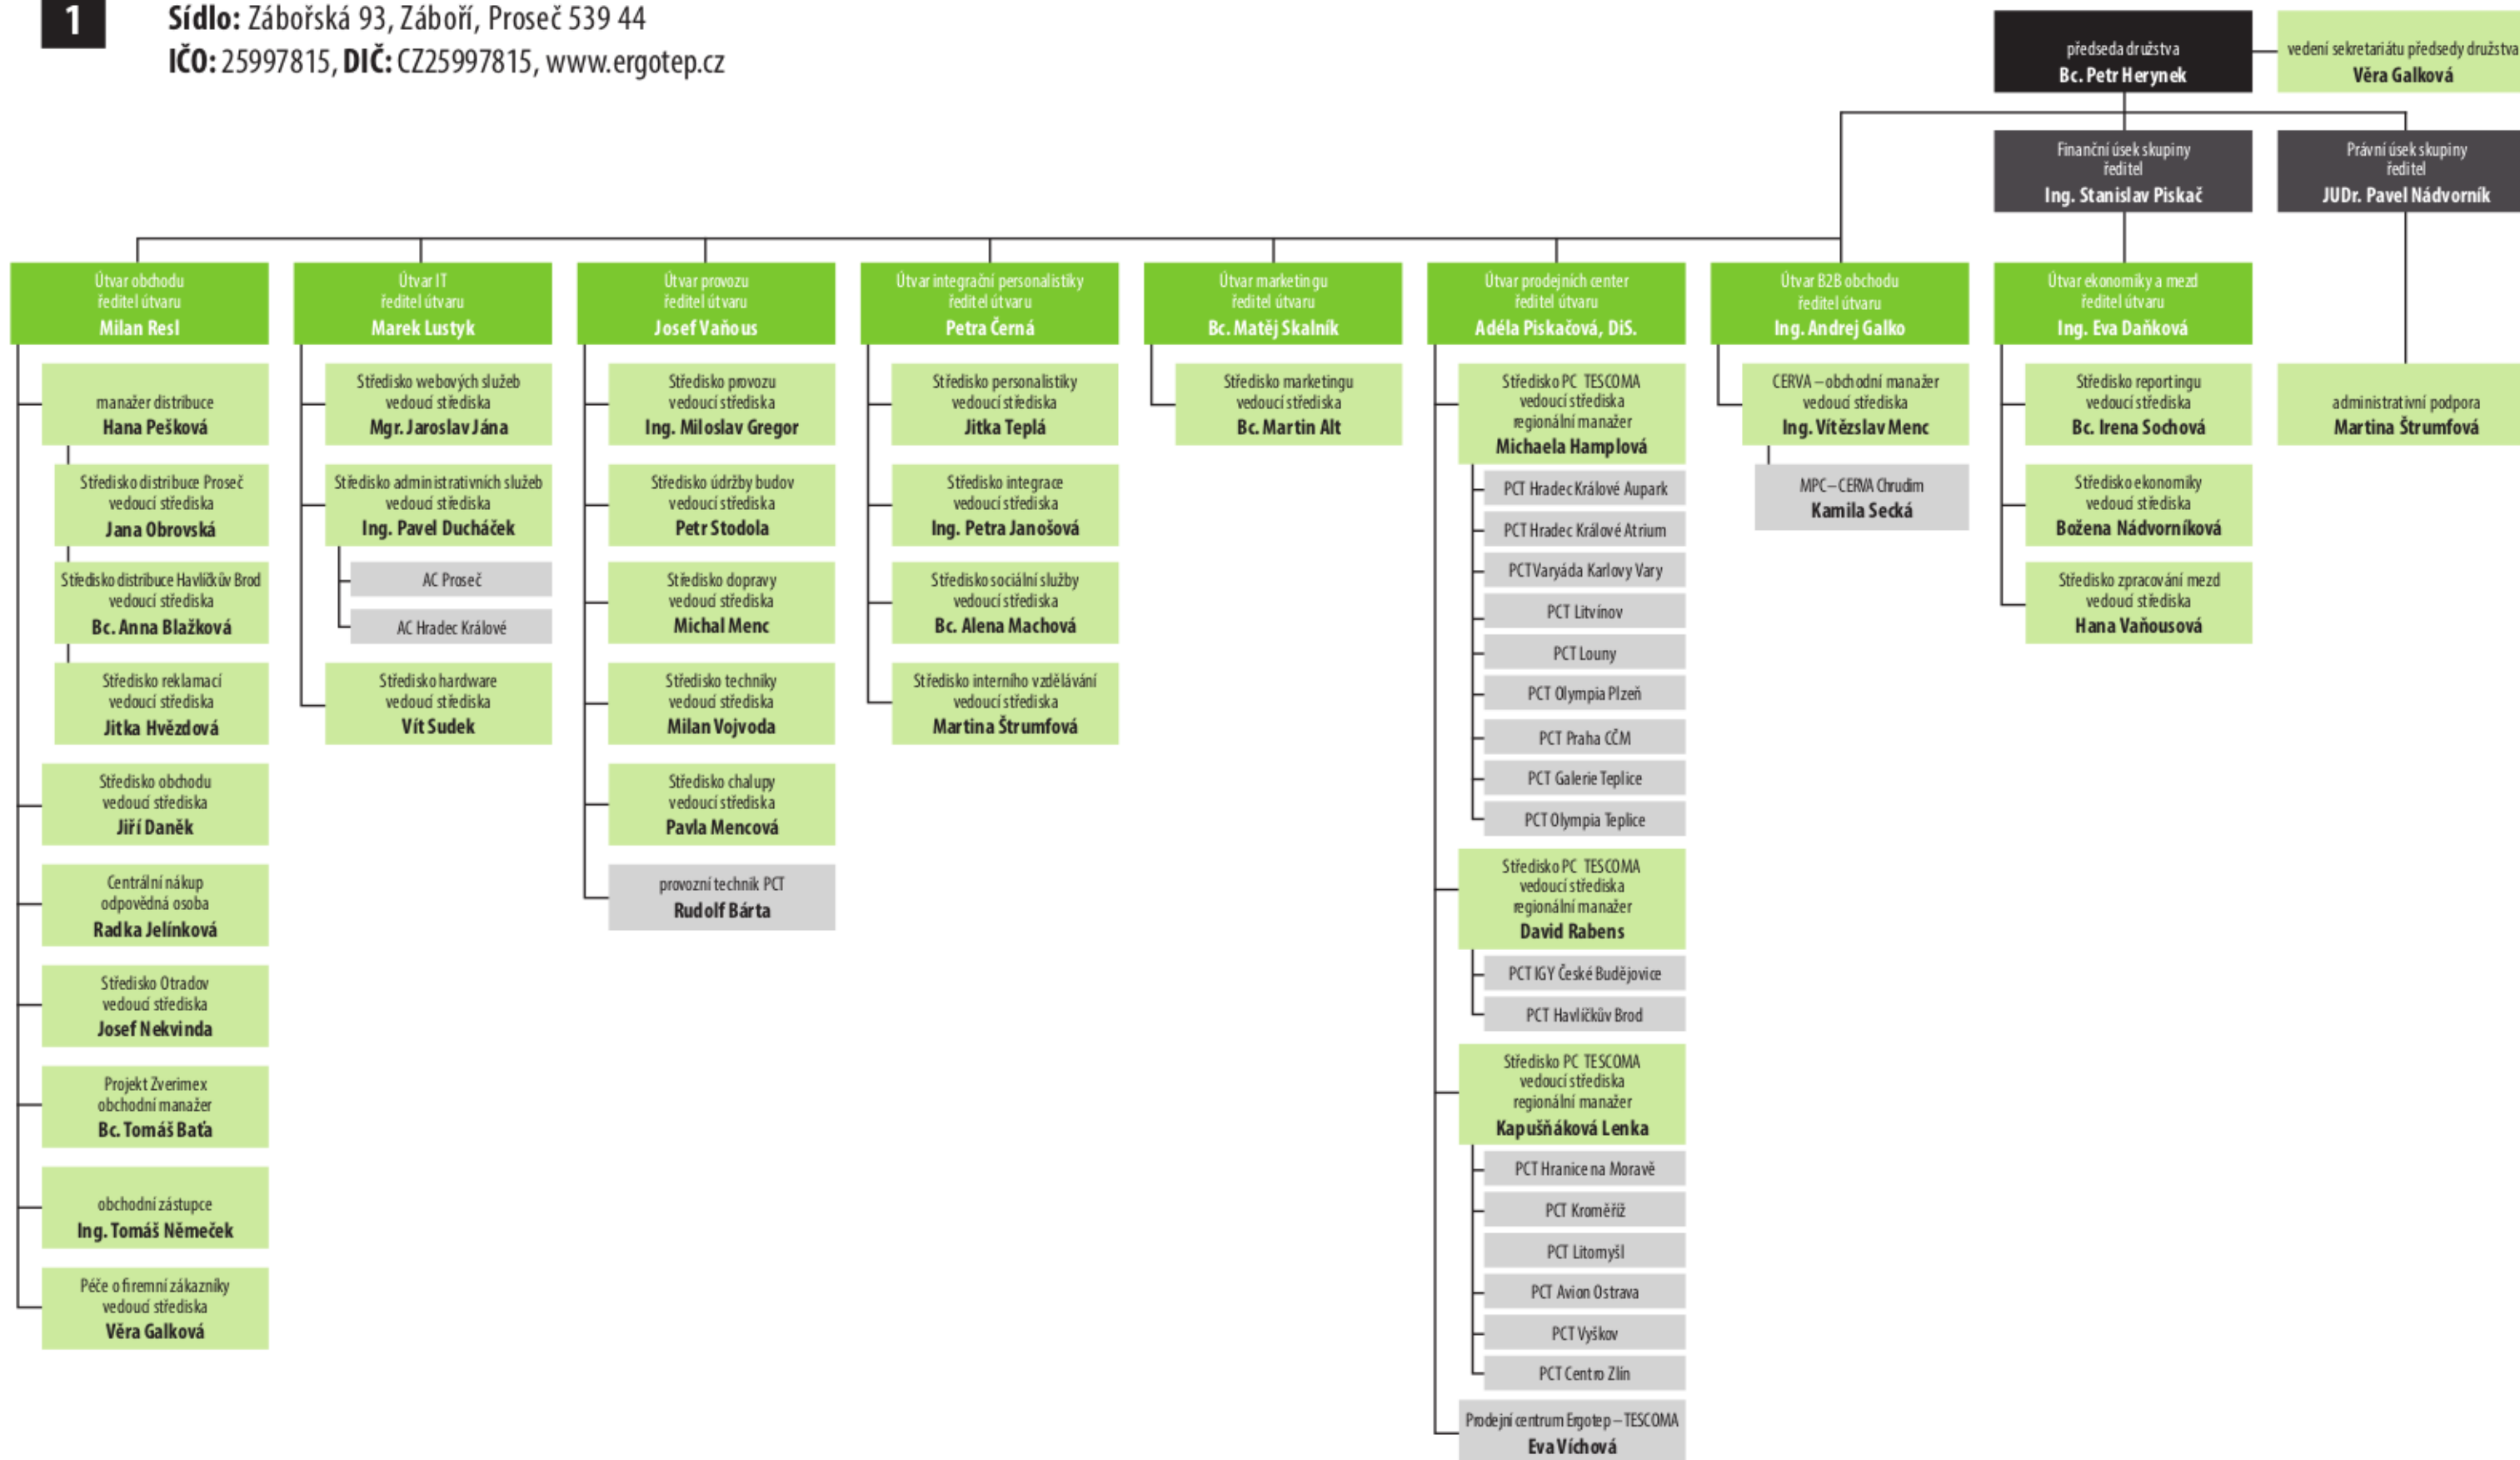 1
Sídlo: Zábořská 93, Záboří, Proseč 539 44
IČO: 25997815, DIČ: CZ25997815, www.ergotep.cz
předseda družstva
Bc. Petr Herynek
vedení sekretariátu předsedy družstva
Věra Galková
Finanční úsek skupiny
ředitel
Ing. Stanislav Piskač
Právní úsek skupiny
ředitel
JUDr. Pavel Nádvorník
Útvar obchodu
ředitel útvaru
Milan Resl
manažer distribuce
Hana Pešková
Středisko distribuce Proseč
vedoucí střediska
Jana Obrovská
Středisko distribuce Havlíčkův Brod
vedoucí střediska
Bc. Anna Blažková
Středisko reklamací
vedoucí střediska
Jitka Hvězdová
Středisko obchodu
vedoucí střediska
Jiří Daněk
Centrální nákup
odpovědná osoba
Radka Jelínková
Středisko Otradov
vedoucí střediska
Josef Nekvinda
Projekt Zverimex
obchodní manažer
Bc. Tomáš Baťa
obchodní zástupce
Ing. Tomáš Němeček
Péče o firemní zákazníky
vedoucí střediska
Věra Galková
Útvar IT
ředitel útvaru
Marek Lustyk
Středisko webových služeb
vedoucí střediska
Mgr. Jaroslav Jána
Středisko administrativních služeb
vedoucí střediska
Ing. Pavel Ducháček
AC Proseč
AC Hradec Králové
Středisko hardware
vedoucí střediska
Vít Sudek
Útvar provozu
ředitel útvaru
Josef Vaňous
Středisko provozu
vedoucí střediska
Ing. Miloslav Gregor
Středisko údržby budov
vedoucí střediska
Petr Stodola
Středisko dopravy
vedoucí střediska
Michal Menc
Středisko techniky
vedoucí střediska
Milan Vojvoda
Středisko chalupy
vedoucí střediska
Pavla Mencová
provozní technik PCT
Rudolf Bárta
Útvar integrační personalistiky
ředitel útvaru
Petra Černá
Středisko personalistiky
vedoucí střediska
Jitka Teplá
Středisko integrace
vedoucí střediska
Ing. Petra Janošová
Středisko sociální služby
vedoucí střediska
Bc. Alena Machová
Středisko interního vzdělávání
vedoucí střediska
Martina Štrumfová
Útvar marketingu
ředitel útvaru
Bc. Matěj Skalník
Středisko marketingu
vedoucí střediska
Bc. Martin Alt
Útvar prodejních center
ředitel útvaru
Adéla Piskačová, DiS.
Středisko PC TESCOMA
vedoucí střediska
regionální manažer
Michaela Hamplová
PCT Hradec Králové Aupark
PCT Hradec Králové Atrium
PCT Varyáda Karlovy Vary
PCT Litvínov
PCT Louny
PCT Olympia Plzeň
PCT Praha CČM
PCT Galerie Teplice
PCT Olympia Teplice
Středisko PC TESCOMA
vedoucí střediska
regionální manažer
David Rabens
PCT IGY České Budějovice
PCT Havlíčkův Brod
Středisko PC TESCOMA
vedoucí střediska
regionální manažer
Kapušňáková Lenka
PCT Hranice na Moravě
PCT Kroměříž
PCT Litomyšl
PCT Avion Ostrava
PCT Vyškov
PCT Centro Zlín
Prodejní centrum Ergotep – TESCOMA
Eva Víchová
Útvar B2B obchodu
ředitel útvaru
Ing. Andrej Galko
CERVA – obchodní manažer
vedoucí střediska
Ing. Vítězslav Menc
MPC – CERVA Chrudim
Kamila Secká
Útvar ekonomiky a mezd
ředitel útvaru
Ing. Eva Daňková
Středisko reportingu
vedoucí střediska
Bc. Irena Sochová
Středisko ekonomiky
vedoucí střediska
Božena Nádvorníková
Středisko zpracování mezd
vedoucí střediska
Hana Vaňousová
administrativní podpora
Martina Štrumfová